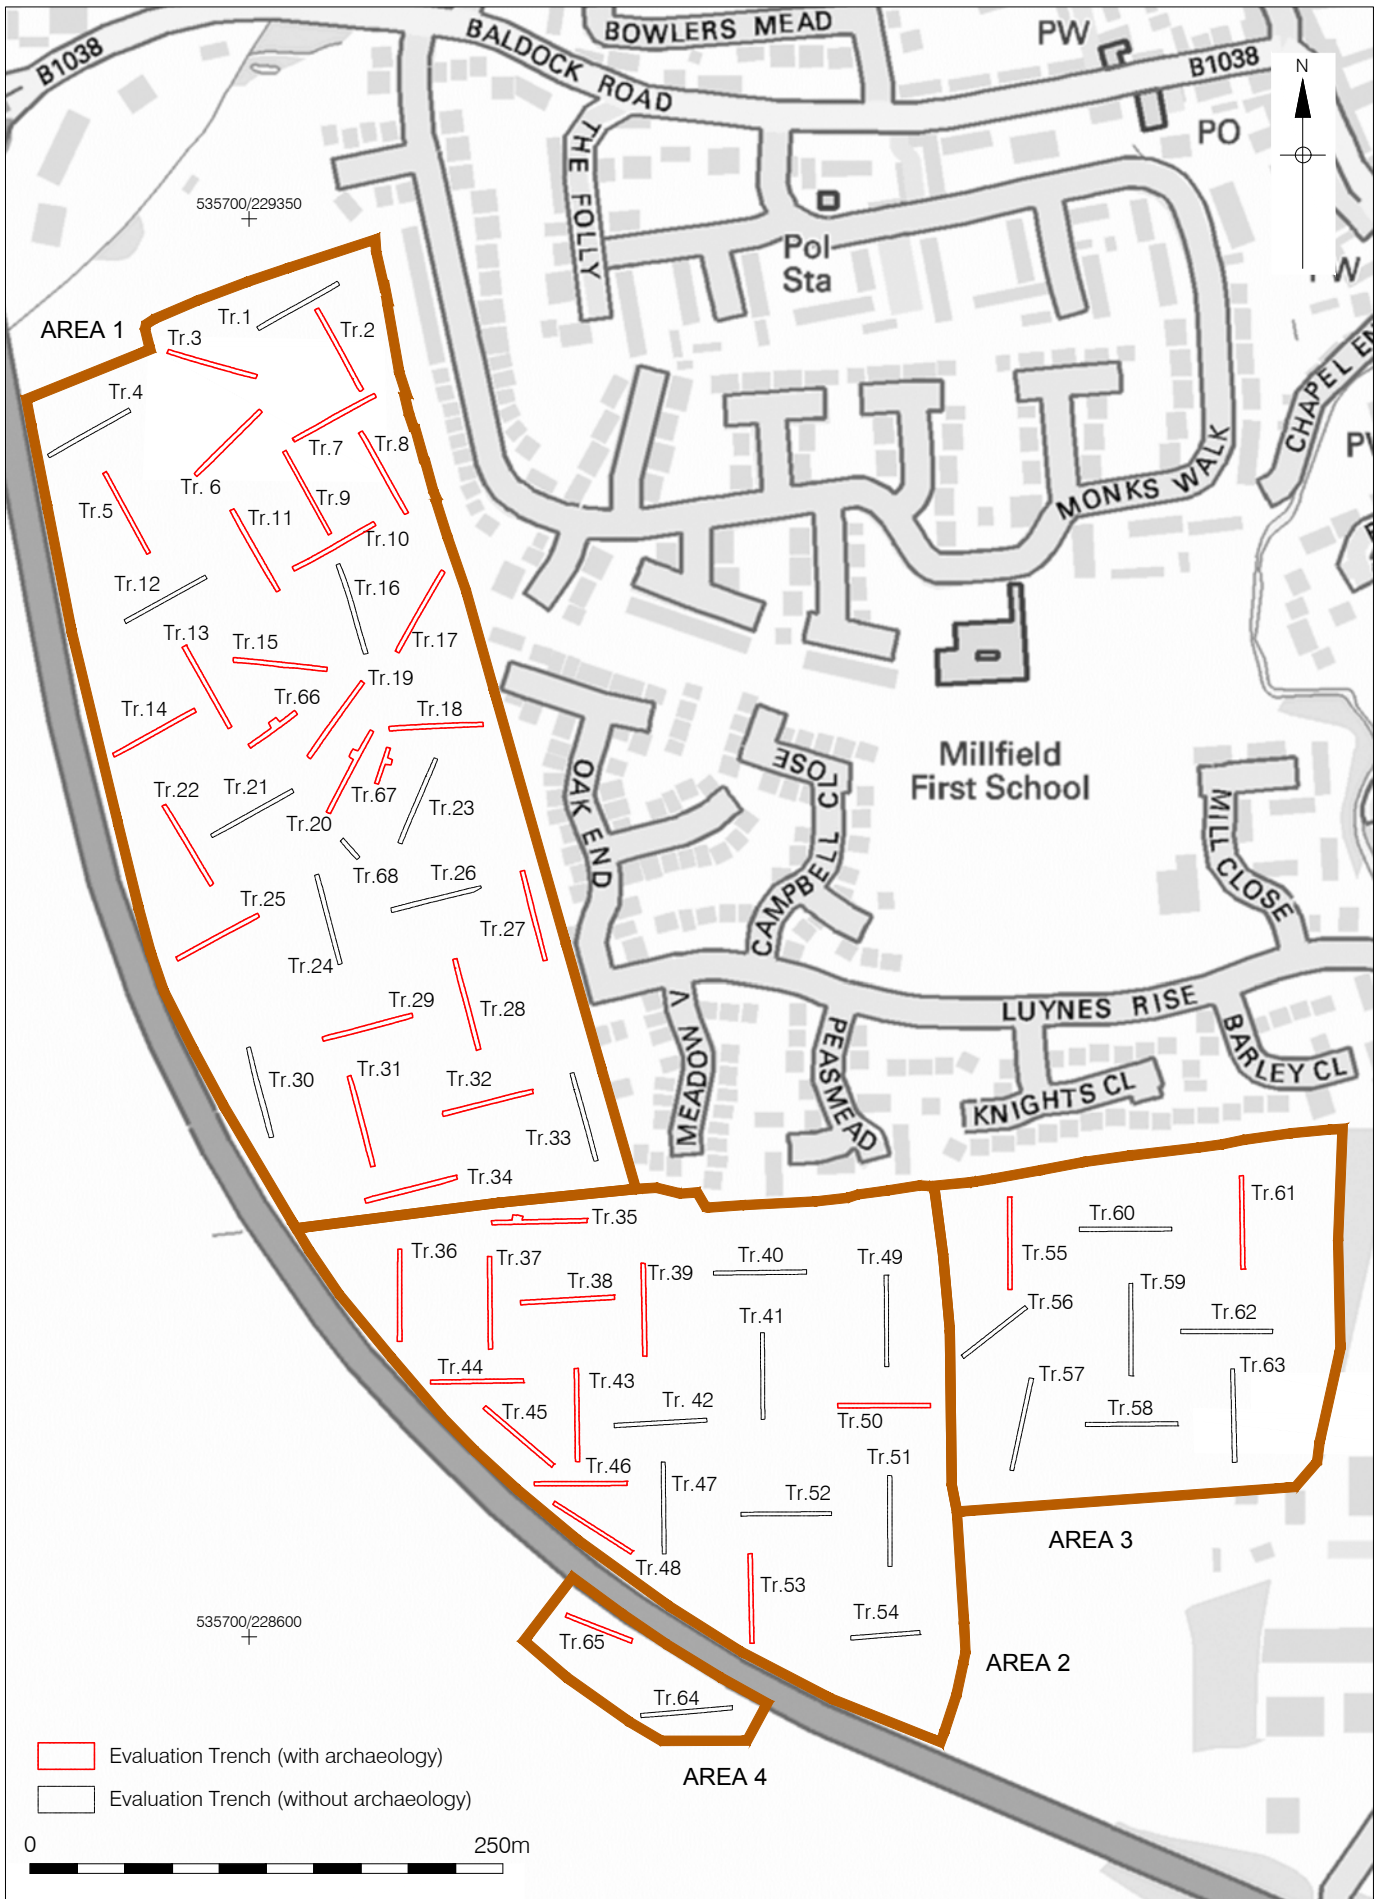 B1038
BALDOCK ROAD
BOWLERS MEAD
PW
B1038
N
PO
THE FOLLY
535700/229350
Pol
Sta
AREA 1
Tr.1
Tr.2
Tr.3
Tr.4
CHAPEL
Tr.7
Tr.8
Tr. 6
Tr.9
Tr.5
Tr.11
Tr.10
MONKS WALK
Tr.12
Tr.16
Tr.13
Tr.15
Tr.17
Tr.19
Tr.66
Tr.14
Tr.18
Millfield
First School
OAK END
CAMPBELL CLOSE
MILL CLOSE
Tr.22
Tr.21
Tr.67
Tr.23
Tr.20
Tr.68
Tr.26
Tr.25
Tr.27
Tr.24
Tr.29
Tr.28
LUYNES RISE
V MEADOW
PEASMEAD
BARLEY CL
KNIGHTS CL
Tr.30
Tr.31
Tr.32
Tr.33
Tr.34
Tr.35
Tr.36
Tr.37
Tr.38
Tr.39
Tr.40
Tr.49
Tr.55
Tr.60
Tr.61
Tr.41
Tr.56
Tr.59
Tr.62
Tr.44
Tr.43
Tr.42
Tr.57
Tr.63
Tr.45
Tr.50
Tr.58
Tr.46
Tr.47
Tr.51
Tr.52
AREA 3
Tr.48
Tr.53
Tr.54
535700/228600
Tr.65
AREA 2
Tr.64
AREA 4
Evaluation Trench (with archaeology)
Evaluation Trench (without archaeology)
0 250m